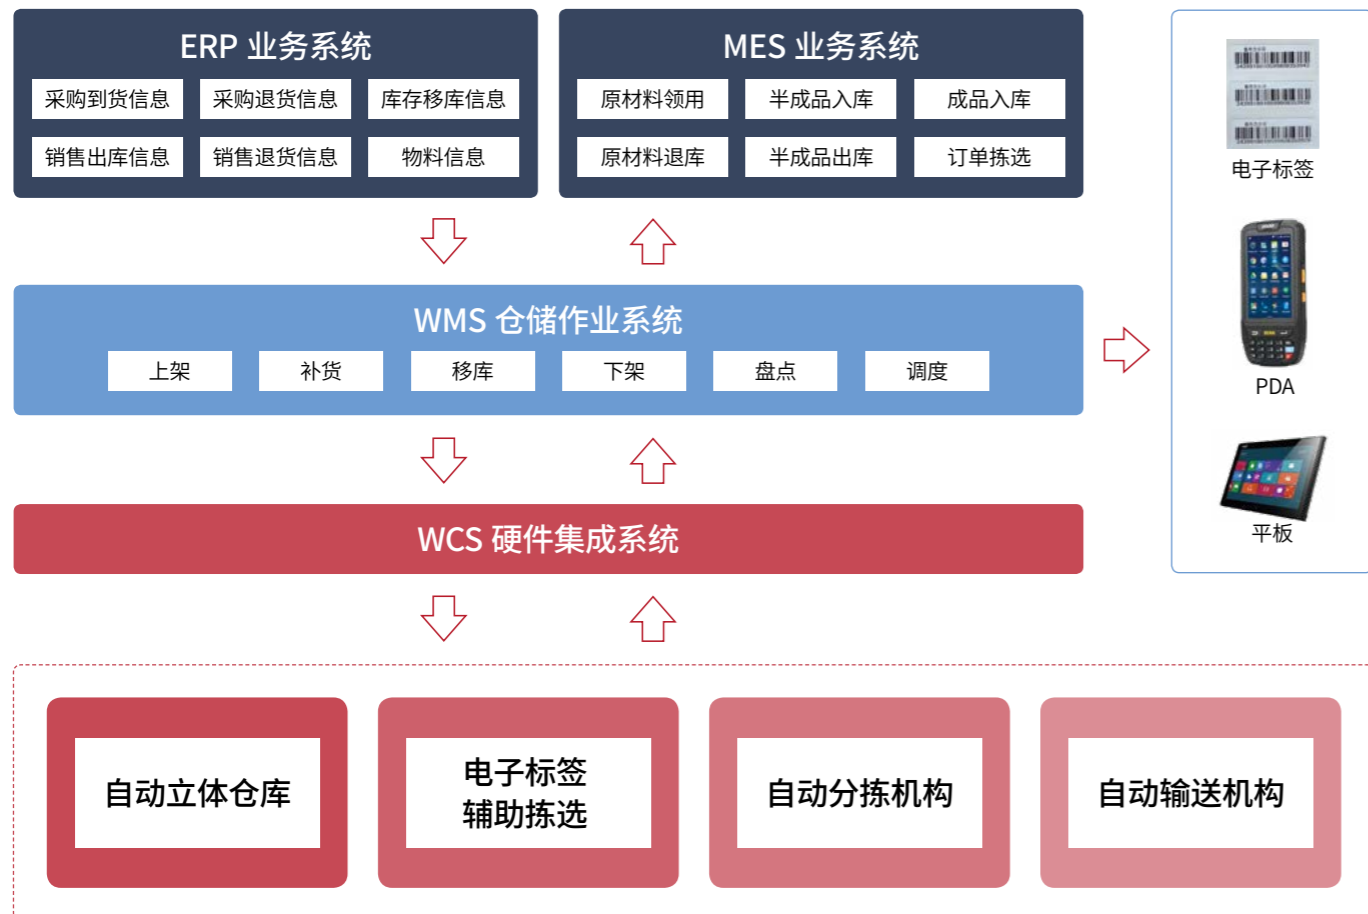 ERP 业务系统
采购到货信息
采购退货信息
库存移库信息
销售出库信息
销售退货信息
物料信息
MES 业务系统
原材料领用
半成品入库
成品入库
原材料退库
半成品出库
订单拣选
电子标签
PDA
平板
WMS 仓储作业系统
上架
补货
移库
下架
盘点
调度
WCS 硬件集成系统
自动立体仓库
电子标签
辅助拣选
自动分拣机构
自动输送机构